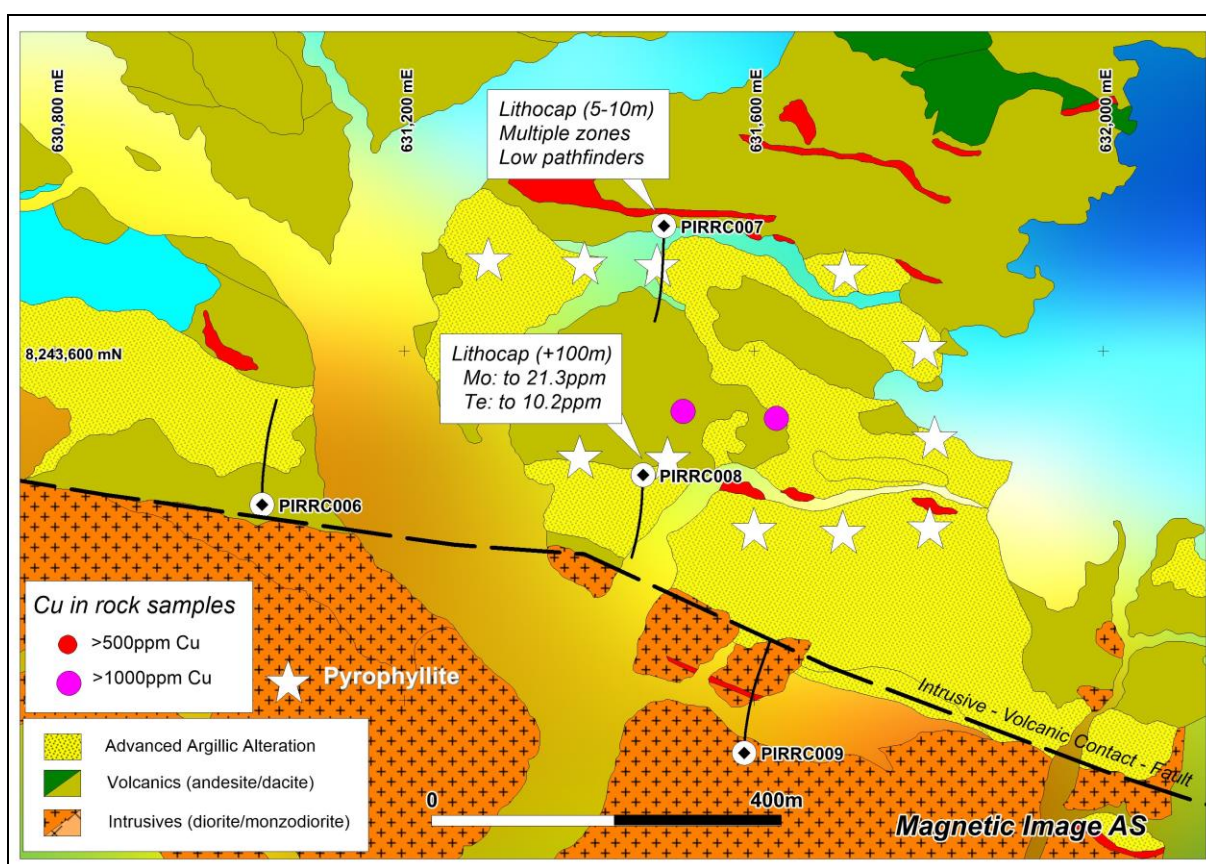 630,800 mE
631,200 mE
631,600 mE
632,000 mE
Lithocap (5-10m)
Multiple zones
Low pathfinders
PIRRC007
8,243,600 mN
Lithocap (+100m)
Mo: to 21.3ppm
Te: to 10.2ppm
PIRRC008
PIRRC006
Cu in rock samples
>500ppm Cu
>1000ppm Cu
Pyrophyllite
Intrusive - Volcanic Contact - Fault
PIRRC009
Advanced Argillic Alteration
Volcanics (andesite/dacite)
Intrusives (diorite/monzodiorite)
0
400m
Magnetic Image AS